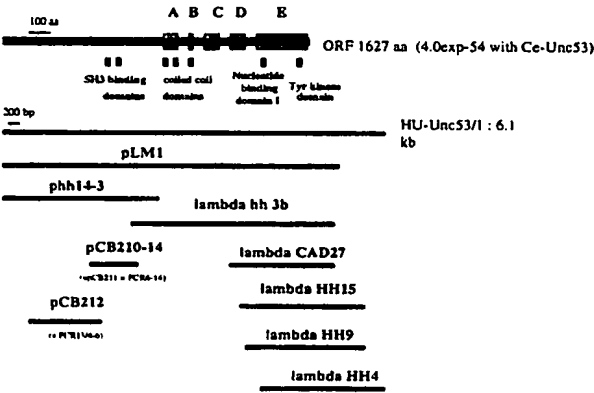 100 aa
A B C D E
ORF 1627 aa (4.0exp-54 with Ce-Unc53)
SH3 binding domains
coiled coil domains
Nucleotide binding domain I
Tyr kinase domain
200 bp
HU-Unc53/1 : 6.1 kb
pLM1
phh14-3
lambda hh 3b
pCB210-14
lambda CAD27
lambda HH15
pCB212
lambda HH9
lambda HH4